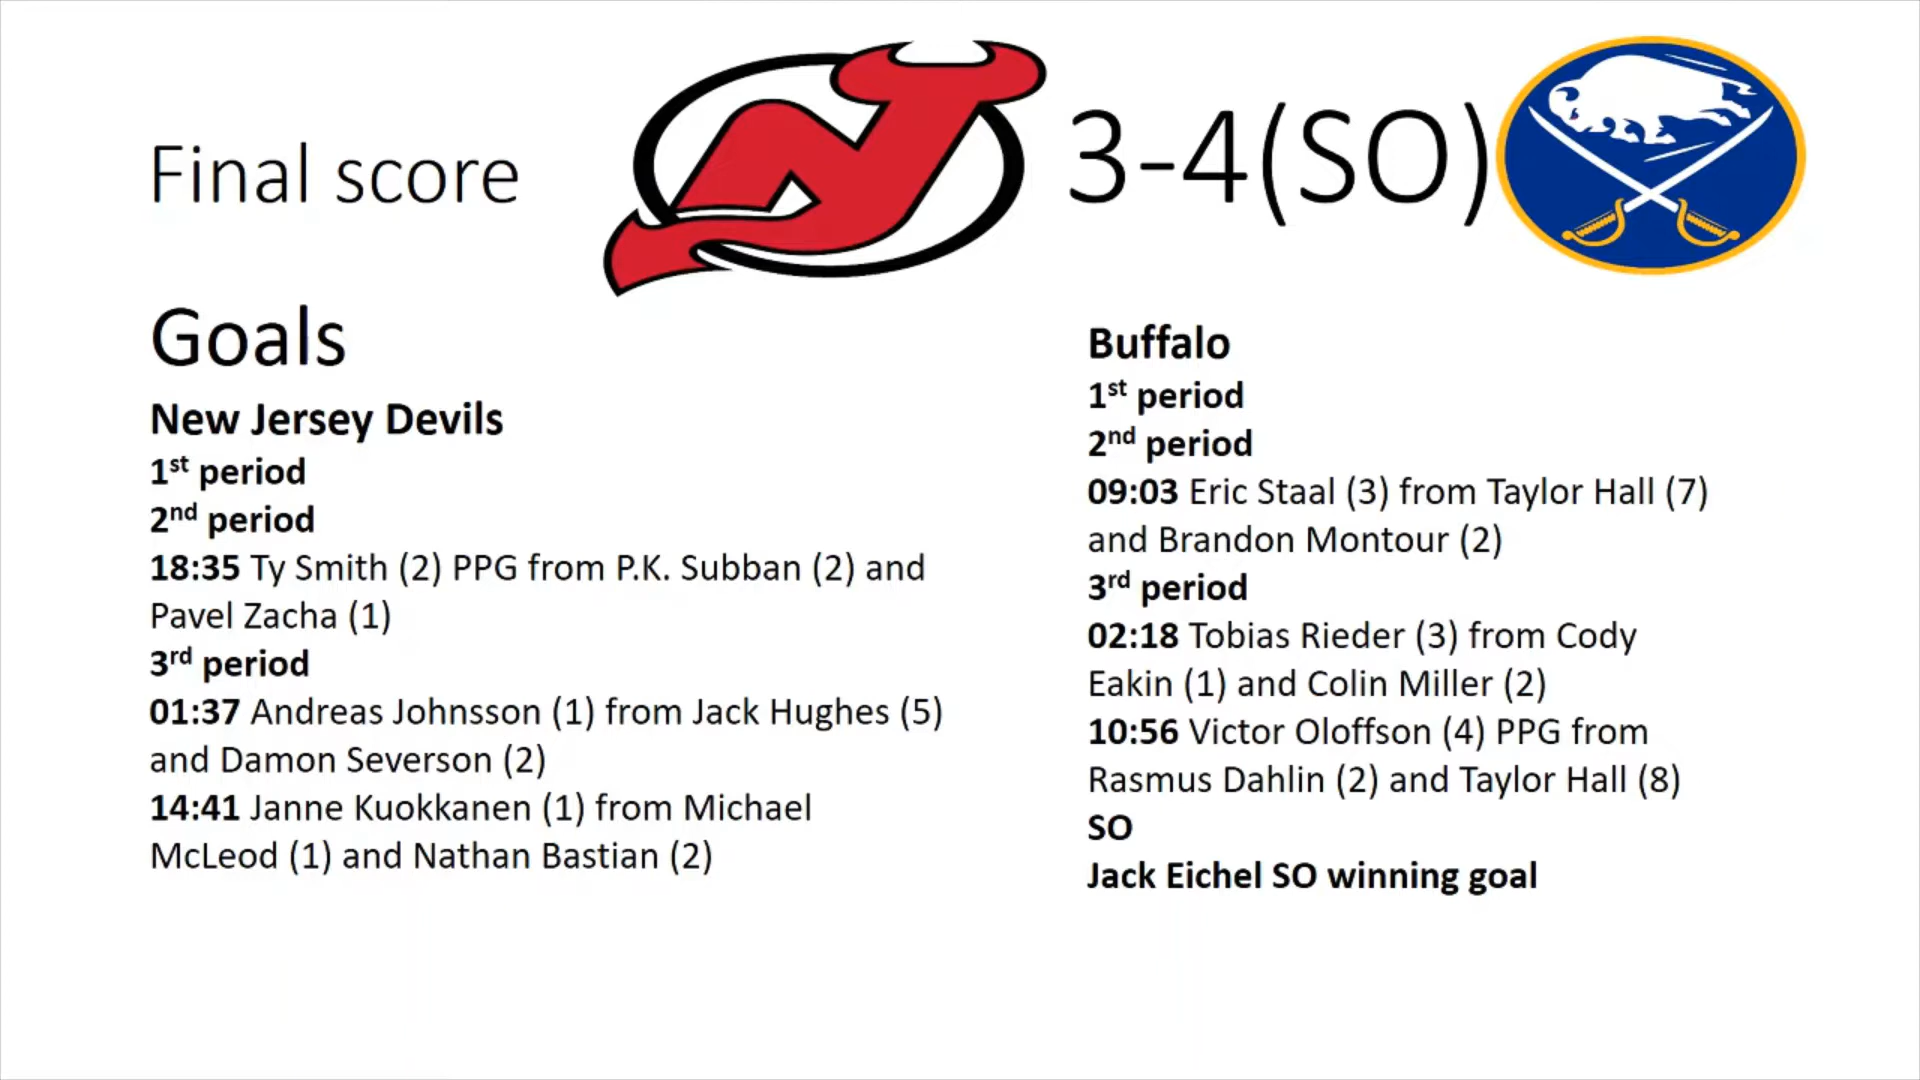 Final score
3-4(SO)
Goals
New Jersey Devils
1st period
2nd period
18:35 Ty Smith (2) PPG from P.K. Subban (2) and
Pavel Zacha (1)
3rd period
01:37 Andreas Johnsson (1) from Jack Hughes (5)
and Damon Severson (2)
14:41 Janne Kuokkanen (1) from Michael
McLeod (1) and Nathan Bastian (2)
Buffalo
1st period
2nd period
09:03 Eric Staal (3) from Taylor Hall (7)
and Brandon Montour (2)
3rd period
02:18 Tobias Rieder (3) from Cody
Eakin (1) and Colin Miller (2)
10:56 Victor Oloffson (4) PPG from
Rasmus Dahlin (2) and Taylor Hall (8)
SO
Jack Eichel SO winning goal